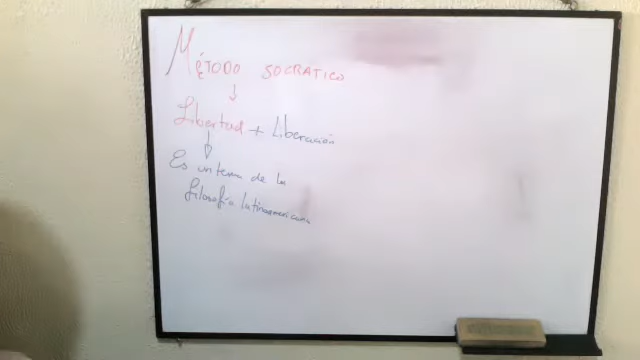 MÉTODO SOCRATICO
Libertad + Liberación
Es un tema de la
filosofía latinoamericana